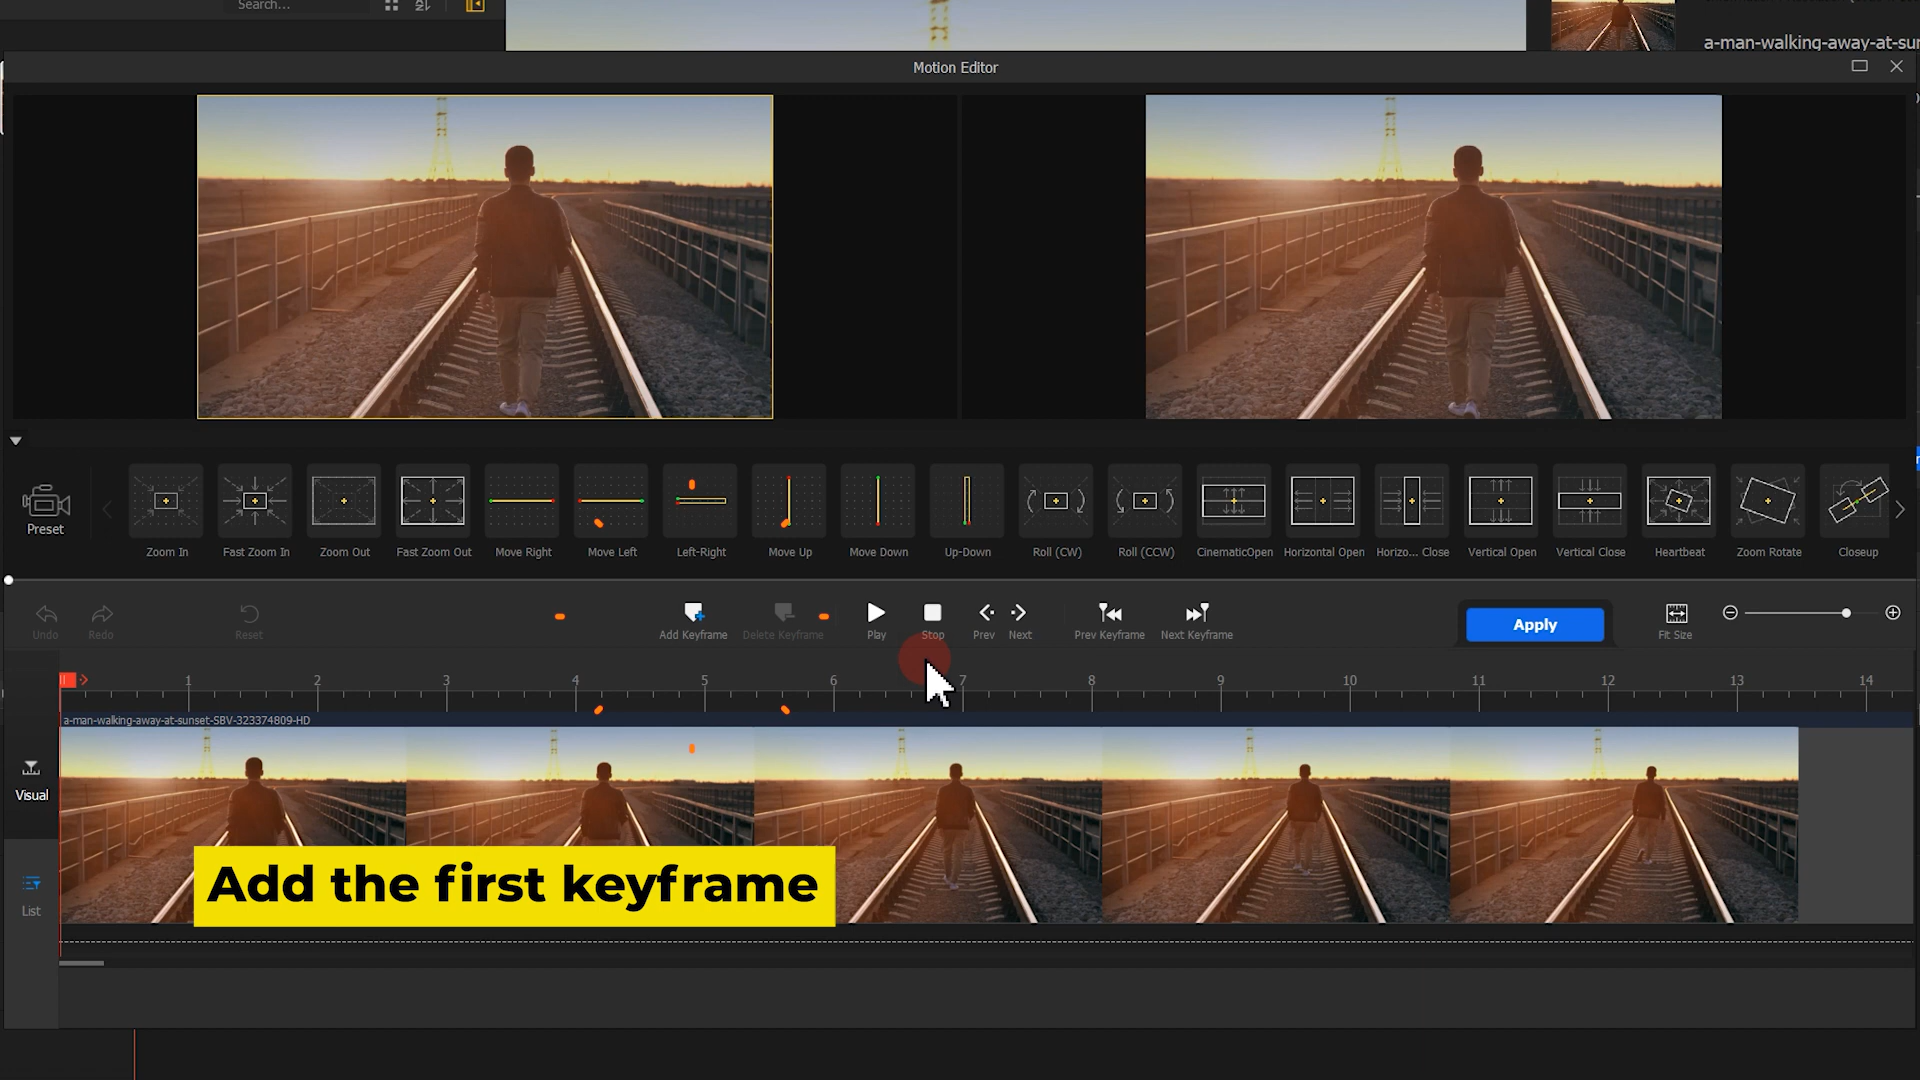 Search...
a-man-walking-away-at-sun
Motion Editor
Preset
Zoom In
Fast Zoom In
Zoom Out
Fast Zoom Out
Move Right
Move Left
Left-Right
Move Up
Move Down
Up-Down
Roll (CW)
Roll (CCW)
CinematicOpen
Horizontal Open
Horizo... Close
Vertical Open
Vertical Close
Heartbeat
Zoom Rotate
Closeup
Undo
Redo
Reset
Add Keyframe
Delete Keyframe
Play
Stop
Prev
Next
Prev Keyframe
Next Keyframe
Apply
Fit Size
1 2 3 4 5 6 7 8 9 10 11 12 13 14
a-man-walking-away-at-sunset-SBV-323374809-HD
Visual
Add the first keyframe
List